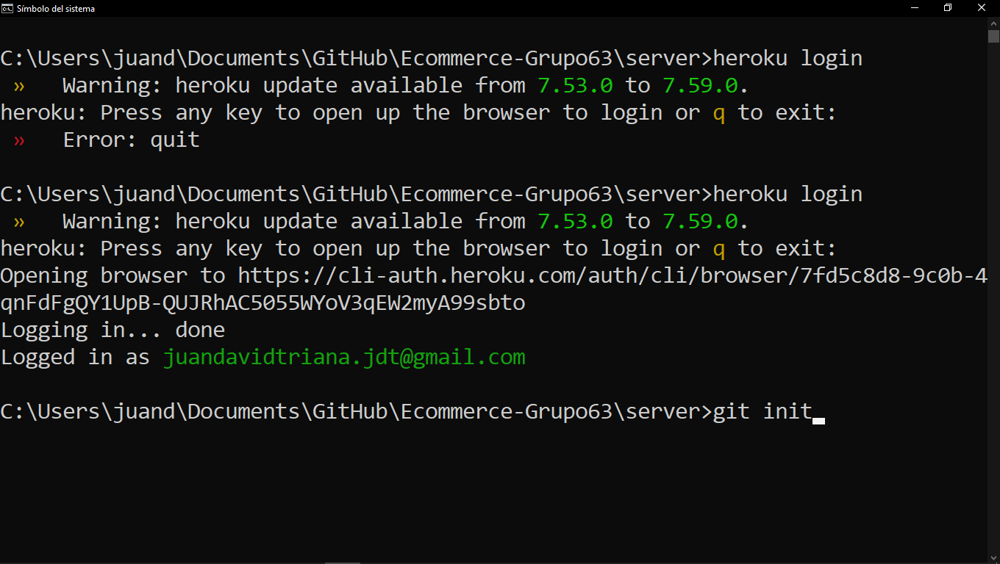 Símbolo del sistema
C:\Users\juand\Documents\GitHub\Ecommerce-Grupo63\server>heroku login
» Warning: heroku update available from 7.53.0 to 7.59.0.
heroku: Press any key to open up the browser to login or q to exit:
» Error: quit
C:\Users\juand\Documents\GitHub\Ecommerce-Grupo63\server>heroku login
» Warning: heroku update available from 7.53.0 to 7.59.0.
heroku: Press any key to open up the browser to login or q to exit:
Opening browser to https://cli-auth.heroku.com/auth/cli/browser/7fd5c8d8-9c0b-4
qnFdFgQY1UpB-QUJRhAC5055WYoV3qEW2myA99sbto
Logging in... done
Logged in as juandavidtriana.jdt@gmail.com
C:\Users\juand\Documents\GitHub\Ecommerce-Grupo63\server>git init